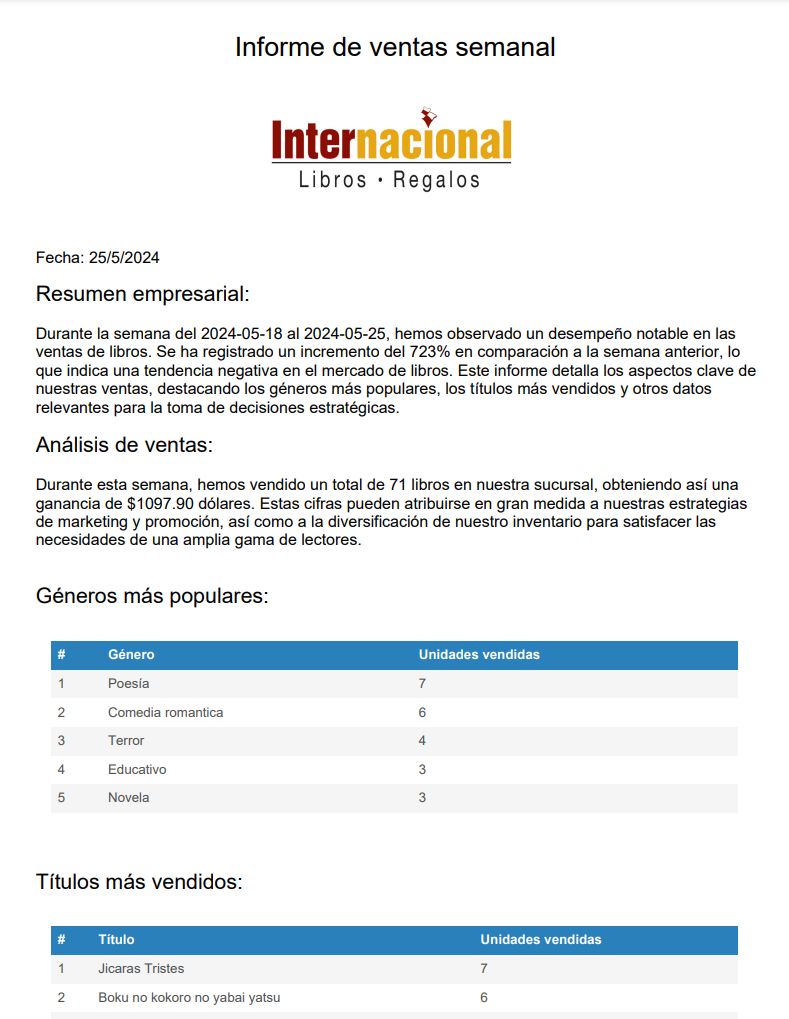 Informe de ventas semanal
Internacional
Libros • Regalos
Fecha: 25/5/2024
Resumen empresarial:
Durante la semana del 2024-05-18 al 2024-05-25, hemos observado un desempeño notable en las
ventas de libros. Se ha registrado un incremento del 723% en comparación a la semana anterior, lo
que indica una tendencia negativa en el mercado de libros. Este informe detalla los aspectos clave de
nuestras ventas, destacando los géneros más populares, los títulos más vendidos y otros datos
relevantes para la toma de decisiones estratégicas.
Análisis de ventas:
Durante esta semana, hemos vendido un total de 71 libros en nuestra sucursal, obteniendo así una
ganancia de $1097.90 dólares. Estas cifras pueden atribuirse en gran medida a nuestras estrategias
de marketing y promoción, así como a la diversificación de nuestro inventario para satisfacer las
necesidades de una amplia gama de lectores.
Géneros más populares:
# Género Unidades vendidas
1 Poesía 7
2 Comedia romantica 6
3 Terror 4
4 Educativo 3
5 Novela 3
Títulos más vendidos:
# Título Unidades vendidas
1 Jicaras Tristes 7
2 Boku no kokoro no yabai yatsu 6